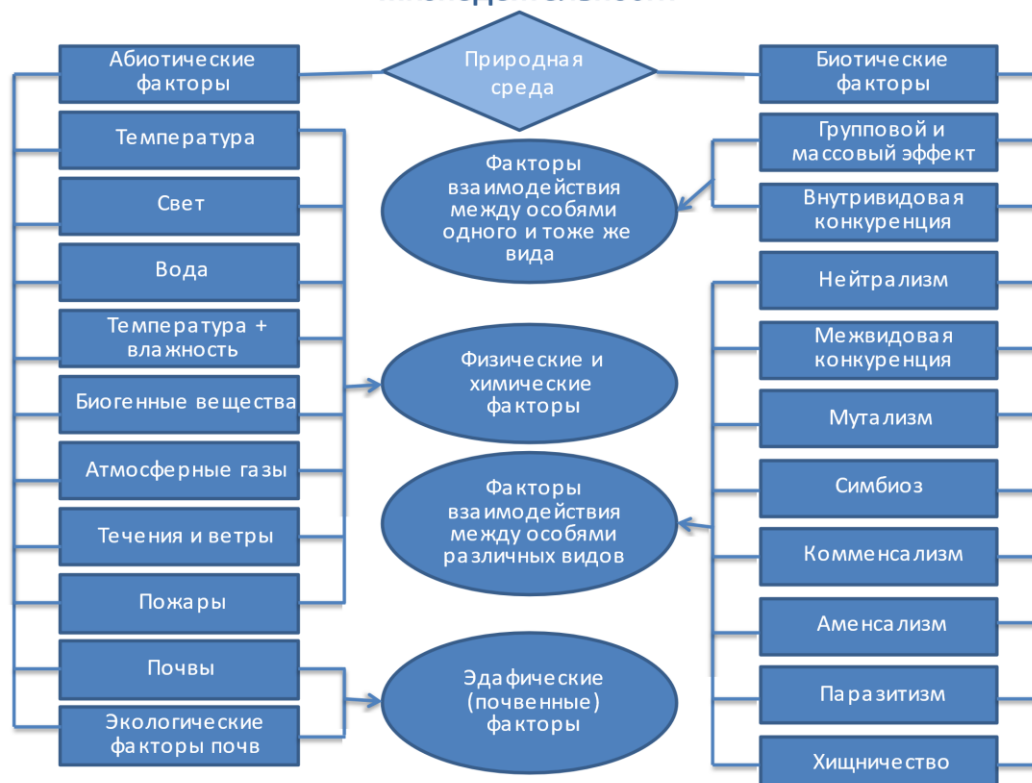 Абиотические
факторы
Природная
среда
Биотические
факторы
Температура
Свет
Вода
Температура +
влажность
Биогенные вещества
Атмосферные газы
Течения и ветры
Пожары
Почвы
Экологические
факторы почв
Факторы
взаимодействия
между особями
одного и тоже же
вида
Физические и
химические
факторы
Факторы
взаимодействия
между особями
различных видов
Эдафические
(почвенные)
факторы
Групповой и
массовый эффект
Внутривидовая
конкуренция
Нейтрализм
Межвидовая
конкуренция
Мутализм
Симбиоз
Комменсализм
Аменсализм
Паразитизм
Хищничество